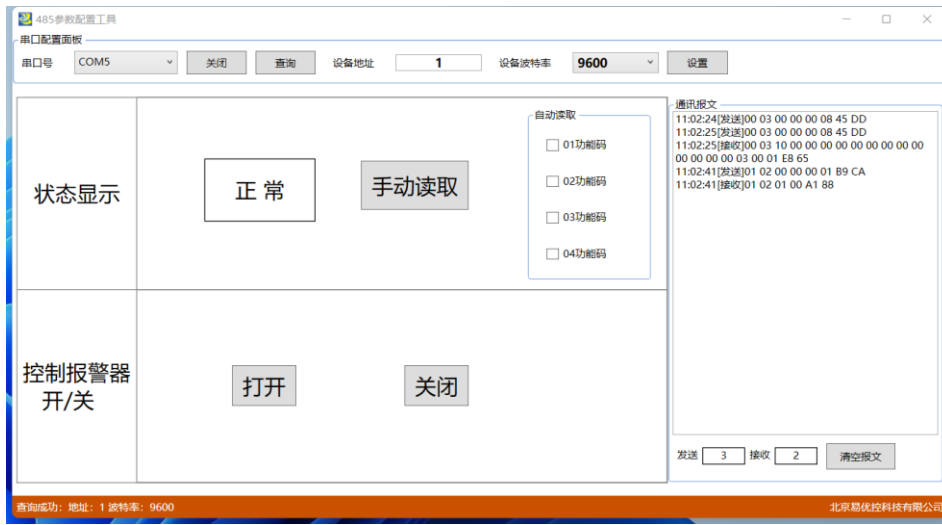 485参数配置工具
串口配置面板
串口号 COM5 关闭 查询 设备地址 1 设备波特率 9600 设置
状态显示
正 常
手动读取
自动读取
01功能码
02功能码
03功能码
04功能码
控制报警器
开/关
打开
关闭
通讯报文
11:02:24[发送]00 03 00 00 00 08 45 DD
11:02:25[发送]00 03 00 00 00 08 45 DD
11:02:25[接收]00 03 10 00 00 00 00 00 00 00 00 00
00 00 00 00 03 00 01 E8 65
11:02:41[发送]01 02 00 00 00 01 B9 CA
11:02:41[接收]01 02 01 00 A1 88
发送 3 接收 2 清空报文
查询成功：地址：1 波特率：9600
北京易优控科技有限公司